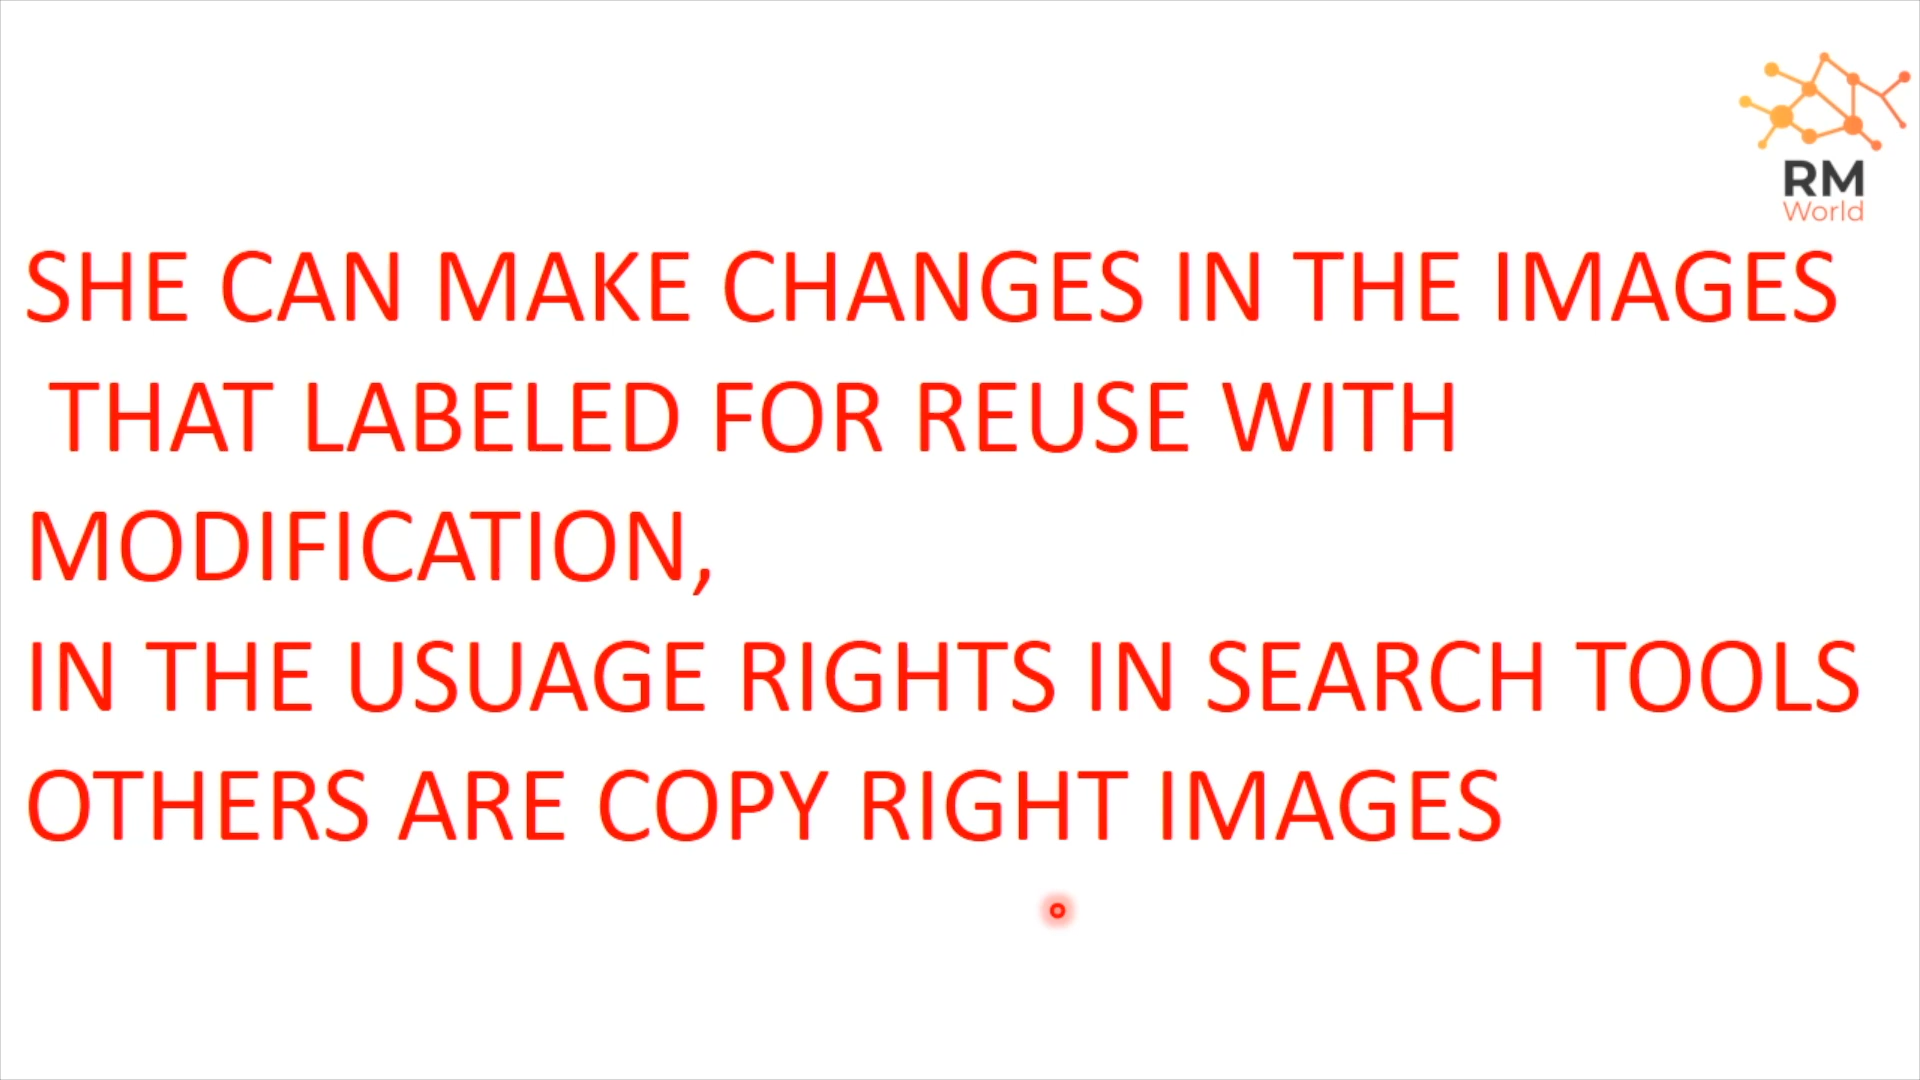 RM
World
SHE CAN MAKE CHANGES IN THE IMAGES
THAT LABELED FOR REUSE WITH
MODIFICATION,
IN THE USUAGE RIGHTS IN SEARCH TOOLS
OTHERS ARE COPY RIGHT IMAGES